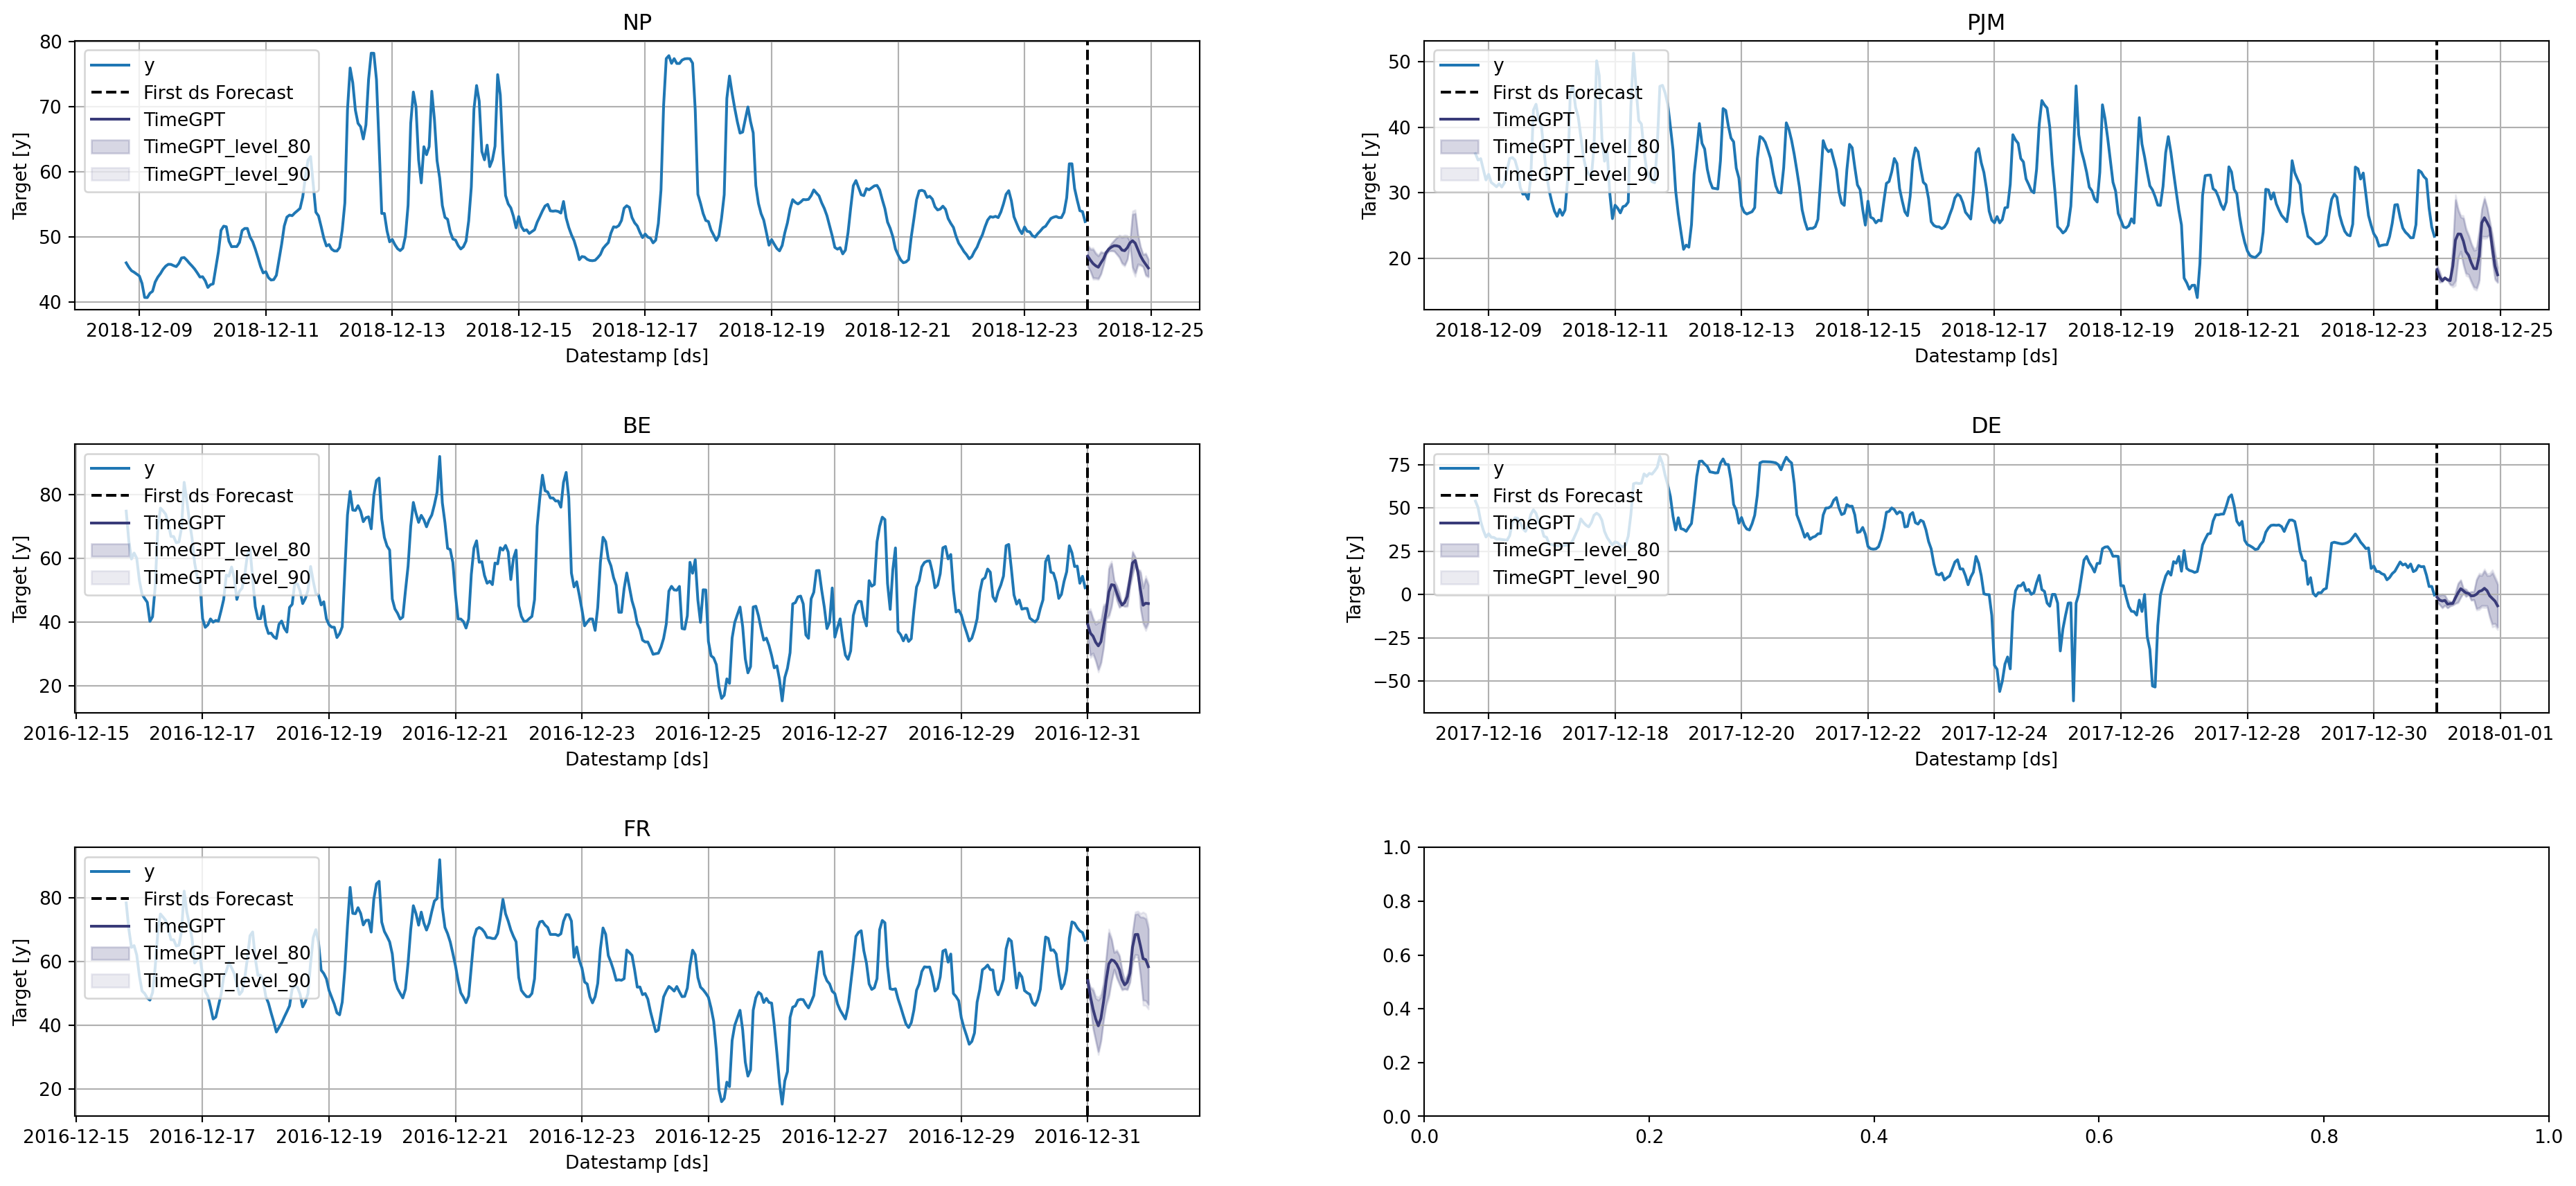 NP
80
70
60
50
40
Target [y]
y
First ds Forecast
TimeGPT
TimeGPT_level_80
TimeGPT_level_90
2018-12-09 2018-12-11 2018-12-13 2018-12-15 2018-12-17 2018-12-19 2018-12-21 2018-12-23 2018-12-25
Datestamp [ds]
PJM
50
40
30
20
Target [y]
y
First ds Forecast
TimeGPT
TimeGPT_level_80
TimeGPT_level_90
2018-12-09 2018-12-11 2018-12-13 2018-12-15 2018-12-17 2018-12-19 2018-12-21 2018-12-23 2018-12-25
Datestamp [ds]
BE
80
60
40
20
Target [y]
y
First ds Forecast
TimeGPT
TimeGPT_level_80
TimeGPT_level_90
2016-12-15 2016-12-17 2016-12-19 2016-12-21 2016-12-23 2016-12-25 2016-12-27 2016-12-29 2016-12-31
Datestamp [ds]
DE
75
50
25
0
−25
−50
Target [y]
y
First ds Forecast
TimeGPT
TimeGPT_level_80
TimeGPT_level_90
2017-12-16 2017-12-18 2017-12-20 2017-12-22 2017-12-24 2017-12-26 2017-12-28 2017-12-30 2018-01-01
Datestamp [ds]
FR
80
60
40
20
Target [y]
y
First ds Forecast
TimeGPT
TimeGPT_level_80
TimeGPT_level_90
2016-12-15 2016-12-17 2016-12-19 2016-12-21 2016-12-23 2016-12-25 2016-12-27 2016-12-29 2016-12-31
Datestamp [ds]
1.0
0.8
0.6
0.4
0.2
0.0
0.0 0.2 0.4 0.6 0.8 1.0